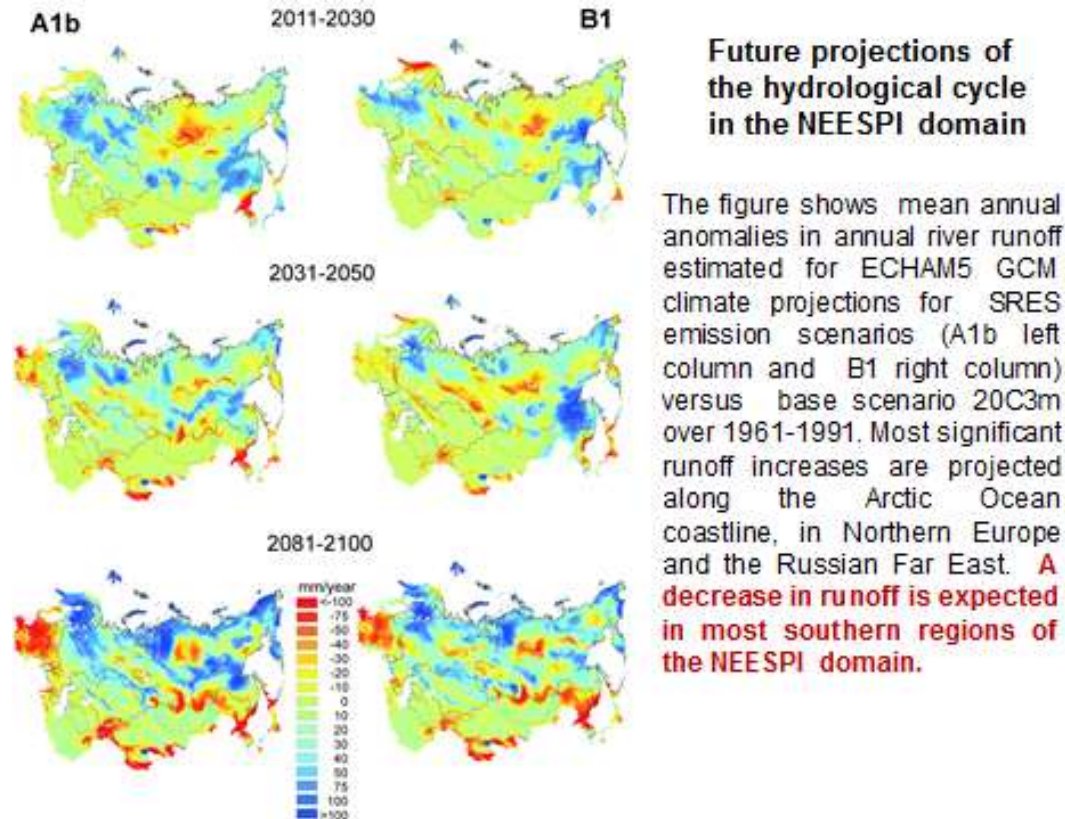 A1b
2011-2030
B1
2031-2050
2081-2100
mm/year
<-100
-75
-50
-40
-30
-20
-10
0
10
20
30
40
50
75
100
>100
Future projections of
the hydrological cycle
in the NEESPI domain
The figure shows mean annual
anomalies in annual river runoff
estimated for ECHAM5 GCM
climate projections for SRES
emission scenarios (A1b left
column and B1 right column)
versus base scenario 20C3m
over 1961-1991. Most significant
runoff increases are projected
along the Arctic Ocean
coastline, in Northern Europe
and the Russian Far East. A
decrease in runoff is expected
in most southern regions of
the NEESPI domain.